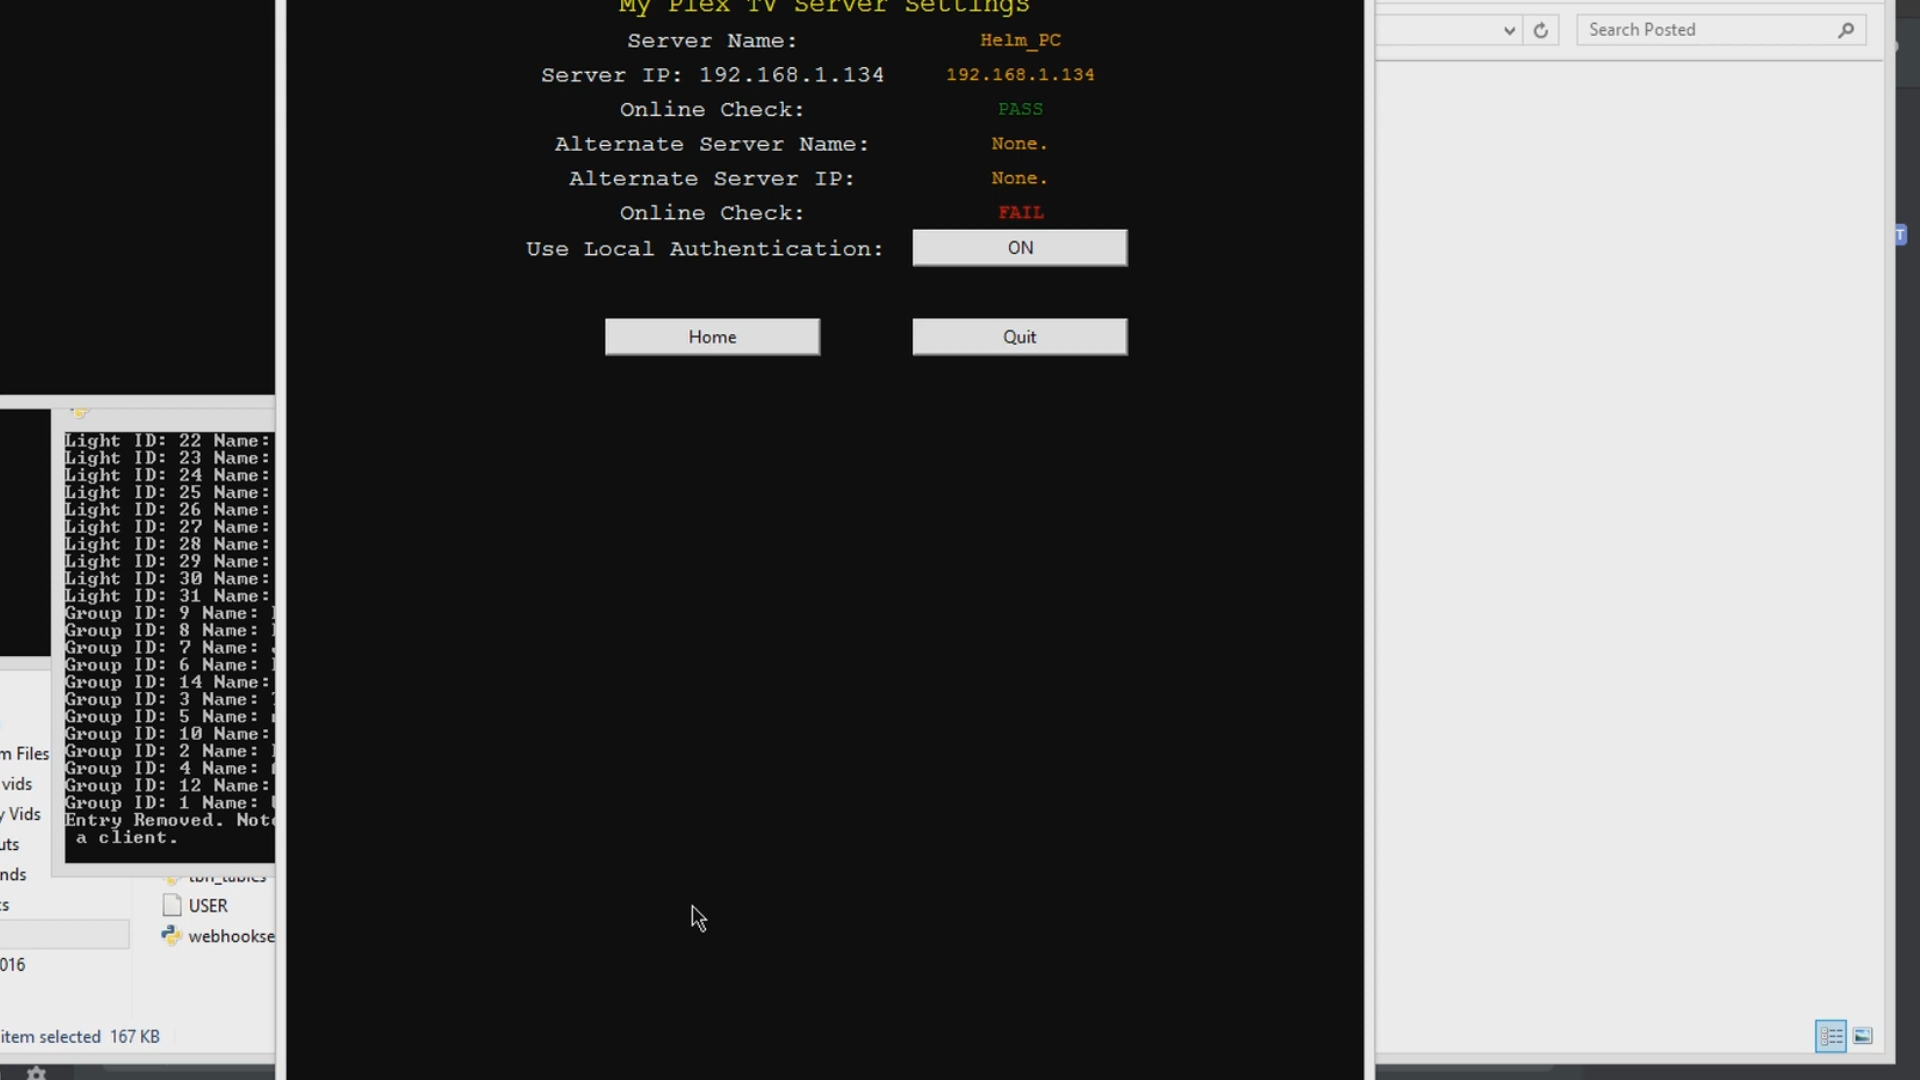 My Plex TV Server Settings
Server Name: Helm_PC
Server IP: 192.168.1.134 192.168.1.134
Online Check: PASS
Alternate Server Name: None.
Alternate Server IP: None.
Online Check: FAIL
Use Local Authentication: ON
Home Quit
Search Posted
T
Light ID: 22 Name:
Light ID: 23 Name:
Light ID: 24 Name:
Light ID: 25 Name:
Light ID: 26 Name:
Light ID: 27 Name:
Light ID: 28 Name:
Light ID: 29 Name:
Light ID: 30 Name:
Light ID: 31 Name:
Group ID: 9 Name:
Group ID: 8 Name:
Group ID: 7 Name:
Group ID: 6 Name:
Group ID: 14 Name:
Group ID: 3 Name:
Group ID: 5 Name:
Group ID: 10 Name:
Group ID: 2 Name:
Group ID: 4 Name:
Group ID: 12 Name:
Group ID: 1 Name:
Entry Removed. Note
a client.
m Files
vids
y Vids
uts
nds
ts
016
tbn_tables
USER
webhookse
item selected 167 KB